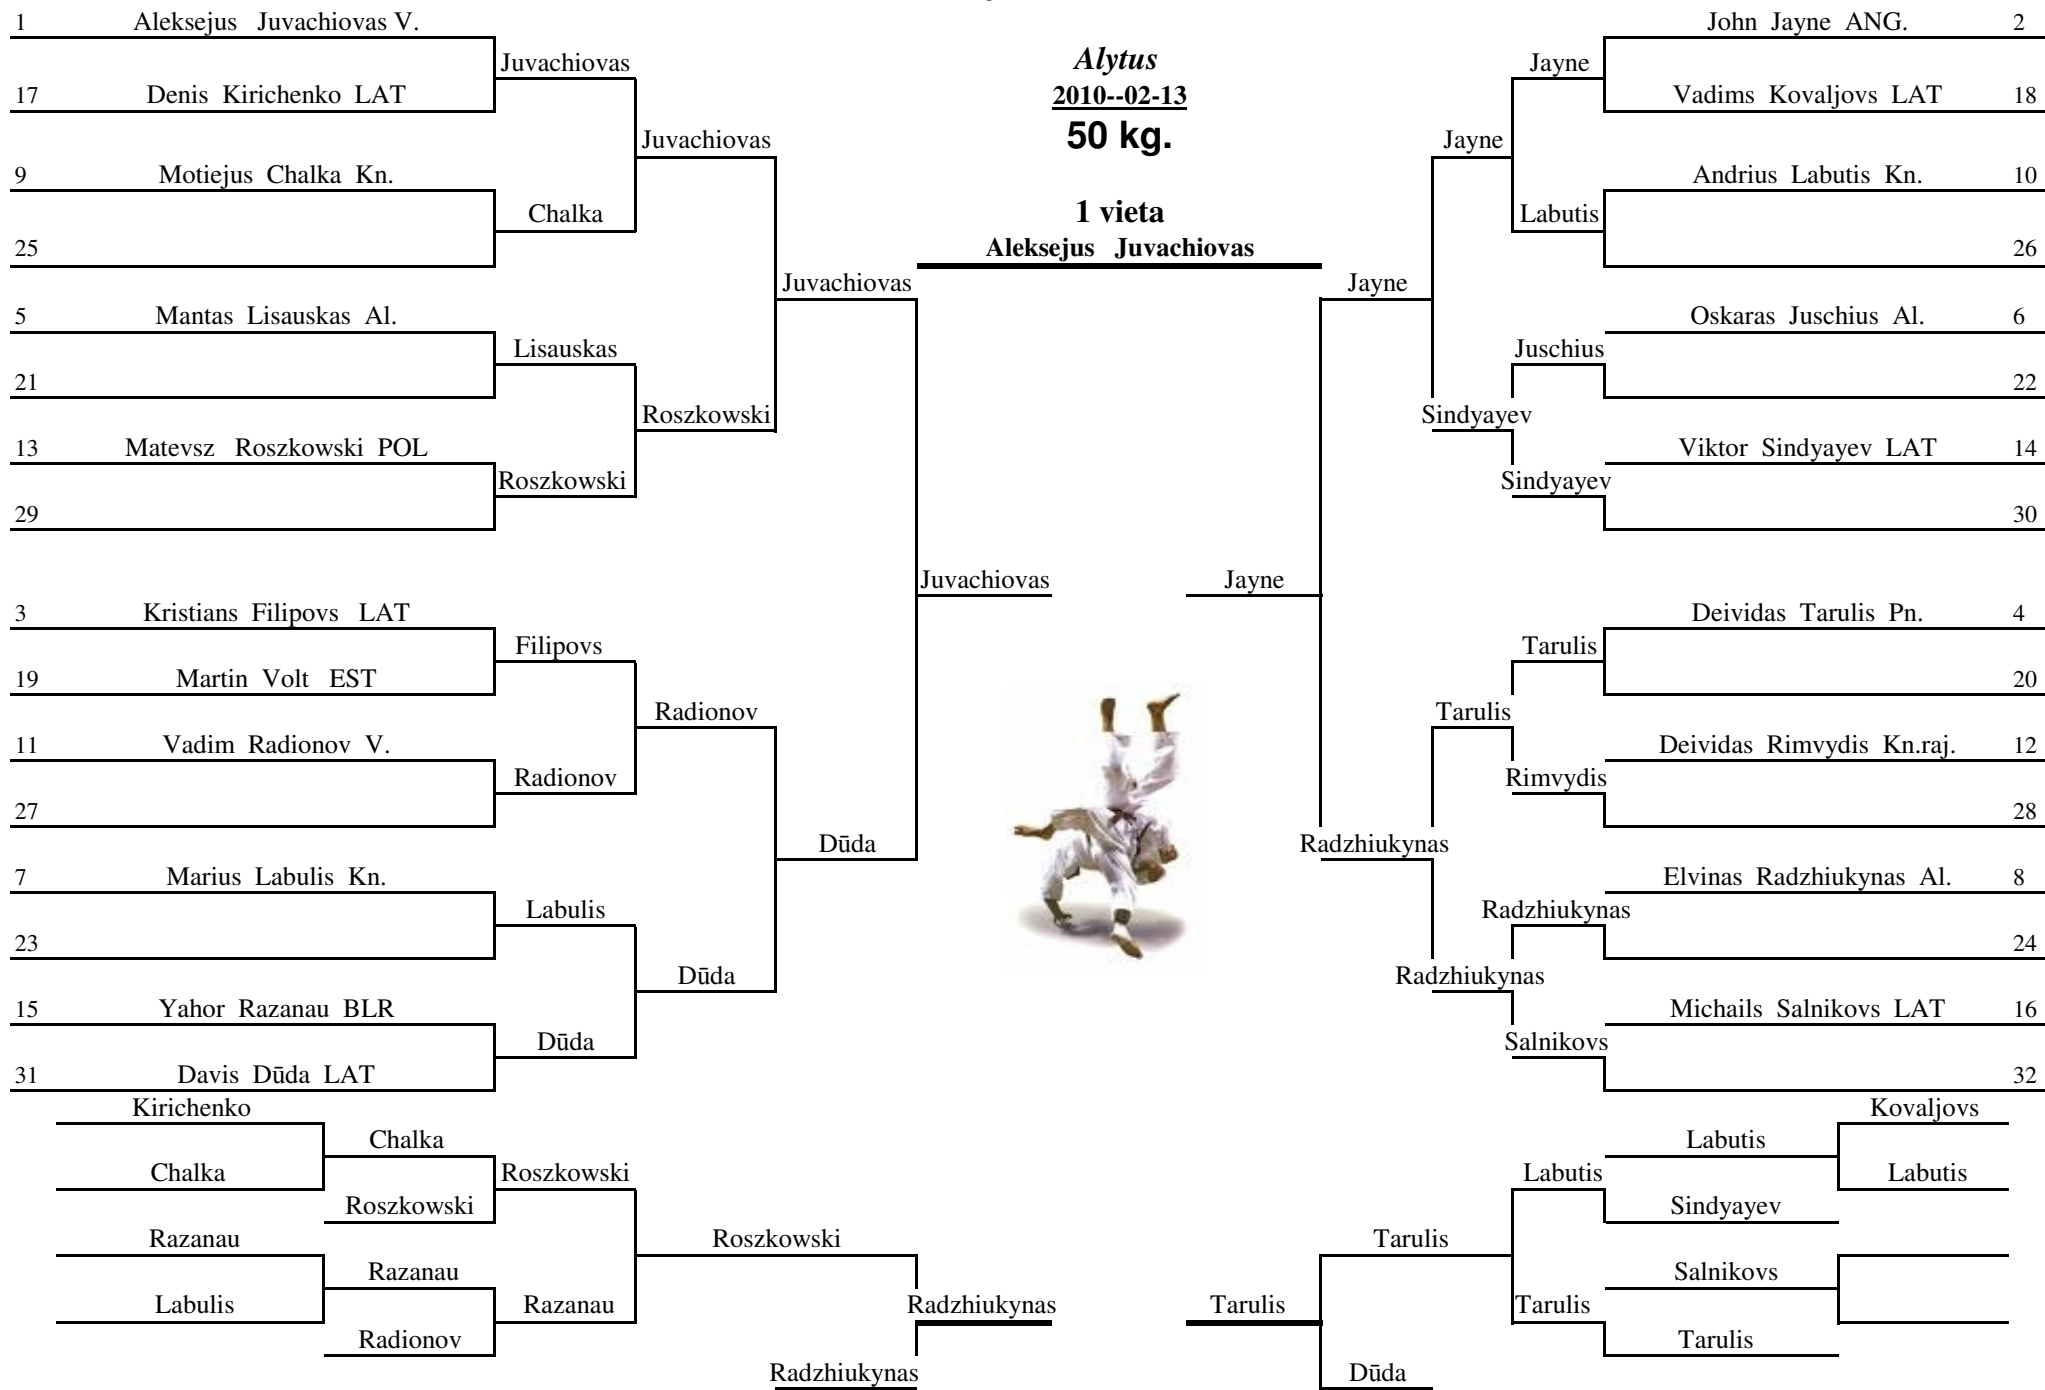 1 Aleksejus Juvachiovas V.
17 Denis Kirichenko LAT
Juvachiovas
9 Motiejus Chalka Kn.
25
Chalka
Juvachiovas
5 Mantas Lisauskas Al.
21
Lisauskas
13 Matevsz Roszkowski POL
29
Roszkowski
Roszkowski
Juvachiovas
3 Kristians Filipovs LAT
19 Martin Volt EST
Filipovs
11 Vadim Radionov V.
27
Radionov
Radionov
7 Marius Labulis Kn.
23
Labulis
15 Yahor Razanau BLR
31 Davis Dūda LAT
Dūda
Dūda
Dūda
Juvachiovas
Alytus
2010--02-13
50 kg.
1 vieta
Aleksejus Juvachiovas
John Jayne ANG. 2
Vadims Kovaljovs LAT 18
Jayne
Andrius Labutis Kn. 10
26
Labutis
Jayne
Oskaras Juschius Al. 6
22
Juschius
Viktor Sindyayev LAT 14
30
Sindyayev
Sindyayev
Jayne
Deividas Tarulis Pn. 4
20
Tarulis
Deividas Rimvydis Kn.raj. 12
28
Rimvydis
Tarulis
Elvinas Radzhiukynas Al. 8
24
Radzhiukynas
Michails Salnikovs LAT 16
32
Salnikovs
Radzhiukynas
Radzhiukynas
Jayne
Kirichenko
Chalka
Chalka
Roszkowski
Roszkowski
Razanau
Labulis
Razanau
Radionov
Razanau
Roszkowski
Radzhiukynas
Radzhiukynas
Kovaljovs
Labutis
Labutis
Sindyayev
Labutis
Salnikovs
Tarulis
Tarulis
Tarulis
Dūda
Tarulis